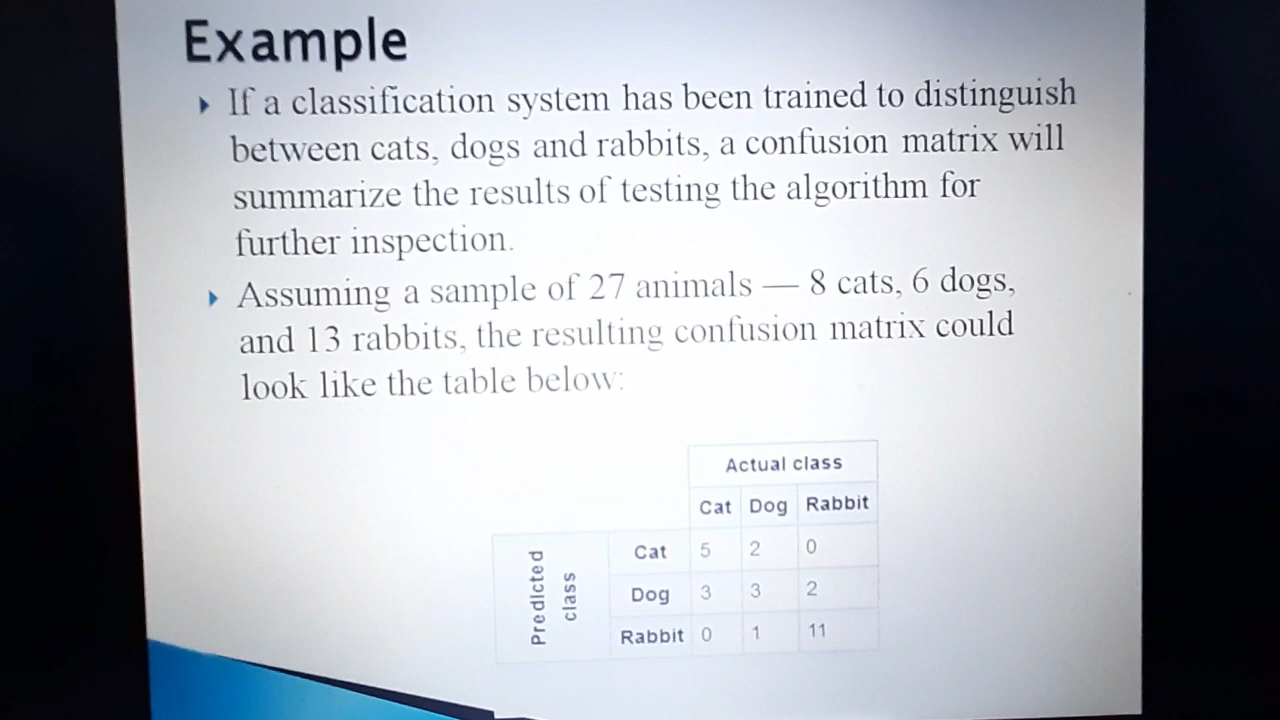 Example
If a classification system has been trained to distinguish
between cats, dogs and rabbits, a confusion matrix will
summarize the results of testing the algorithm for
further inspection.
Assuming a sample of 27 animals — 8 cats, 6 dogs,
and 13 rabbits, the resulting confusion matrix could
look like the table below:
Actual class
Cat Dog Rabbit
Predicted
class
Cat 5 2 0
Dog 3 3 2
Rabbit 0 1 11